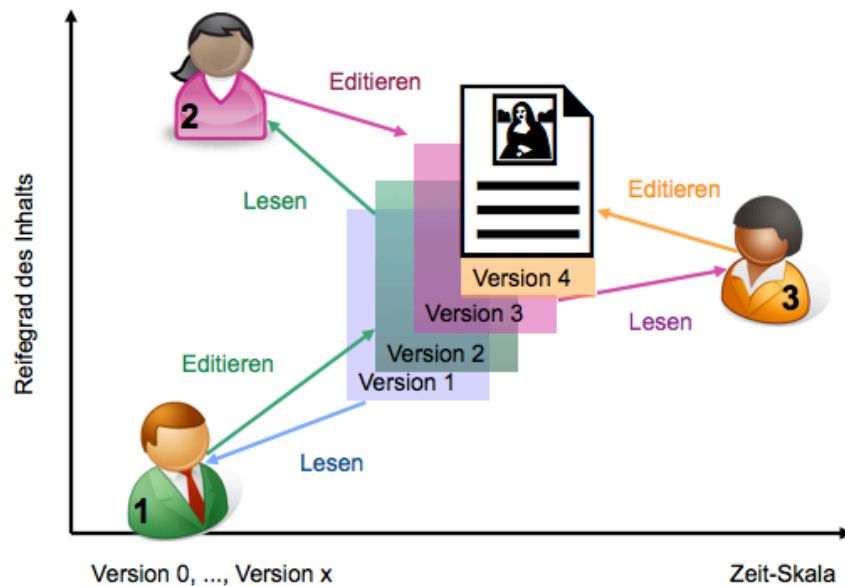 Editieren
2
Lesen
Editieren
Version 4
3
Version 3
Lesen
Editieren
Version 2
Version 1
Lesen
1
Reifegrad des Inhalts
Version 0, ..., Version x
Zeit-Skala